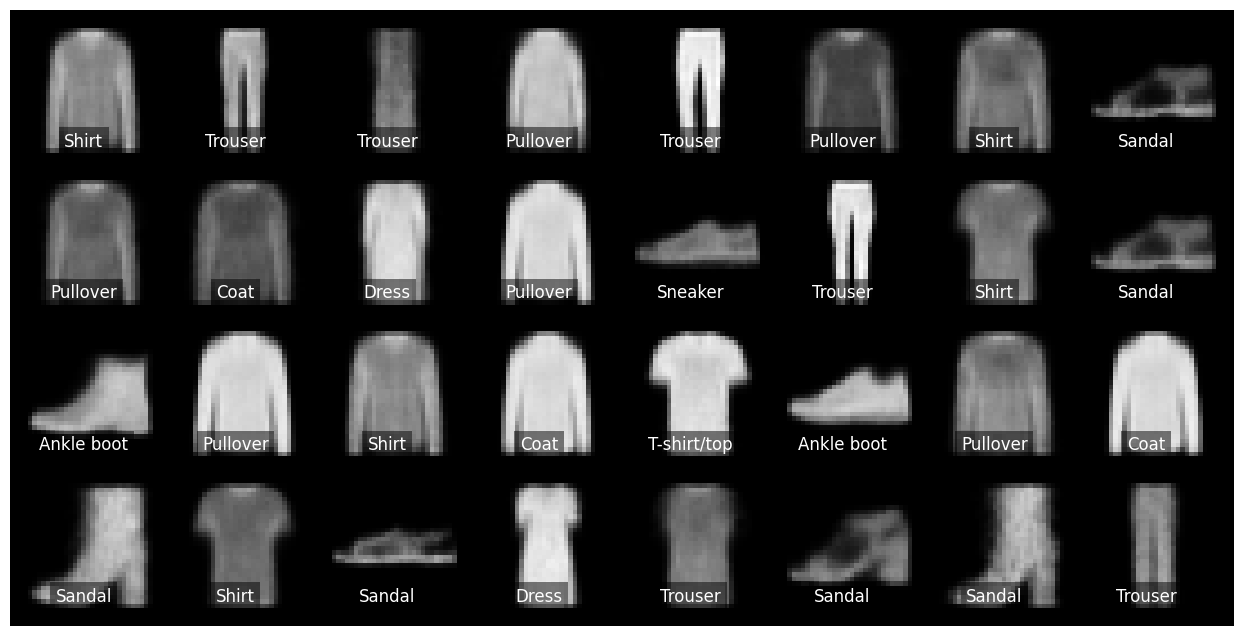 Shirt Trouser Trouser Pullover Trouser Pullover Shirt Sandal
Pullover Coat Dress Pullover Sneaker Trouser Shirt Sandal
Ankle boot Pullover Shirt Coat T-shirt/top Ankle boot Pullover Coat
Sandal Shirt Sandal Dress Trouser Sandal Sandal Trouser